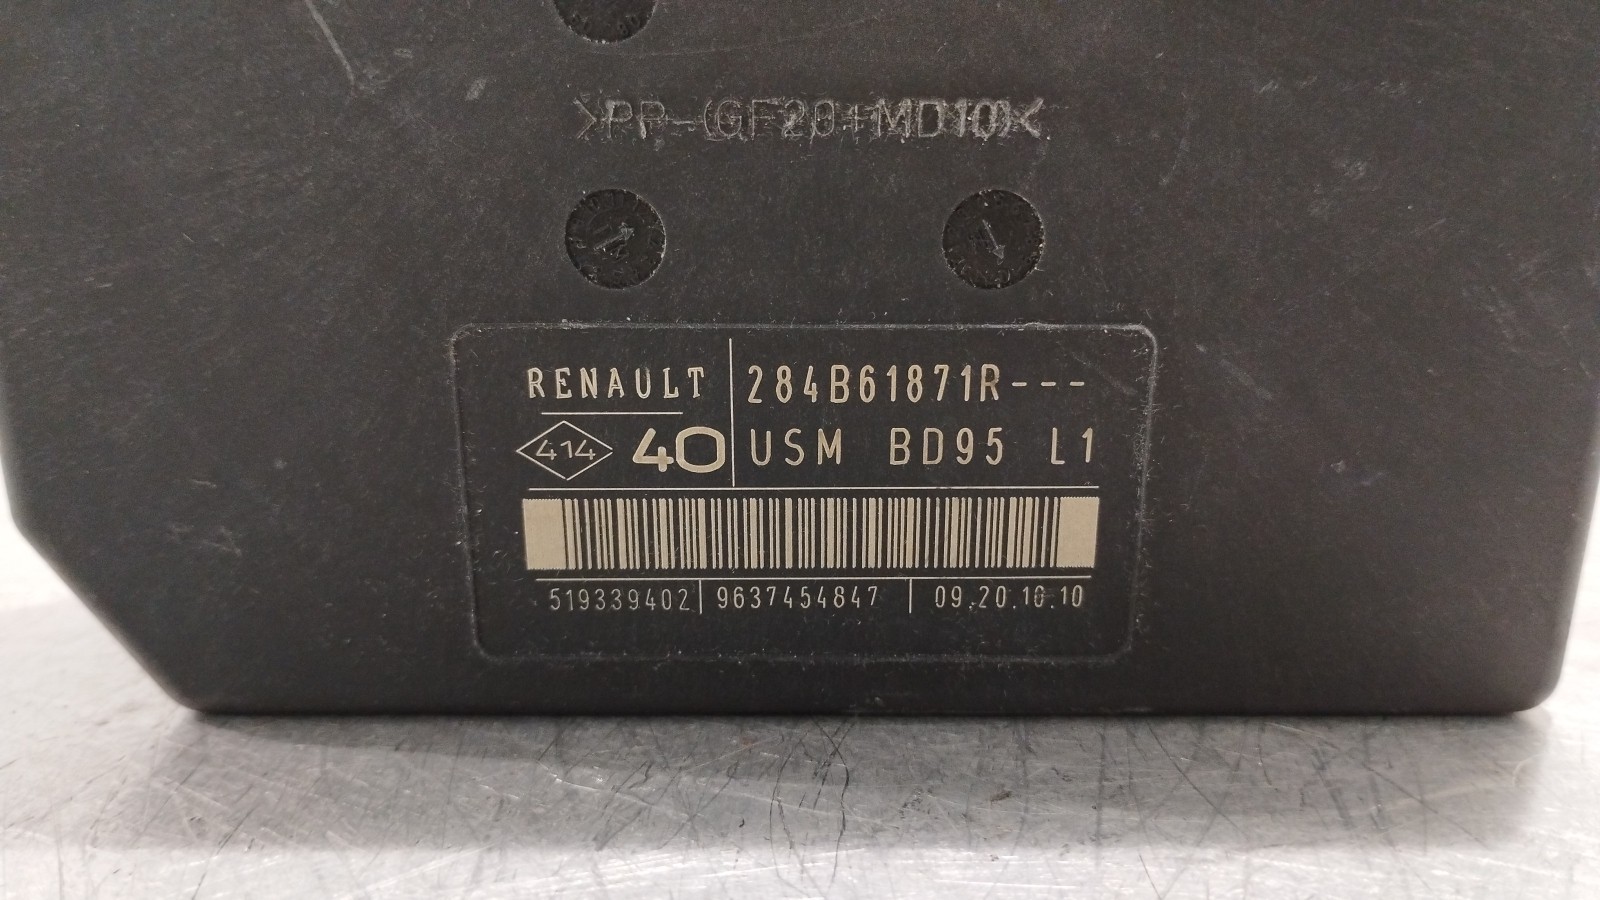 >PP-(GF20+MD10)<
RENAULT
284B61871R---
414 40
USM BD95 L1
519339402 9637454847 09.20.10.10